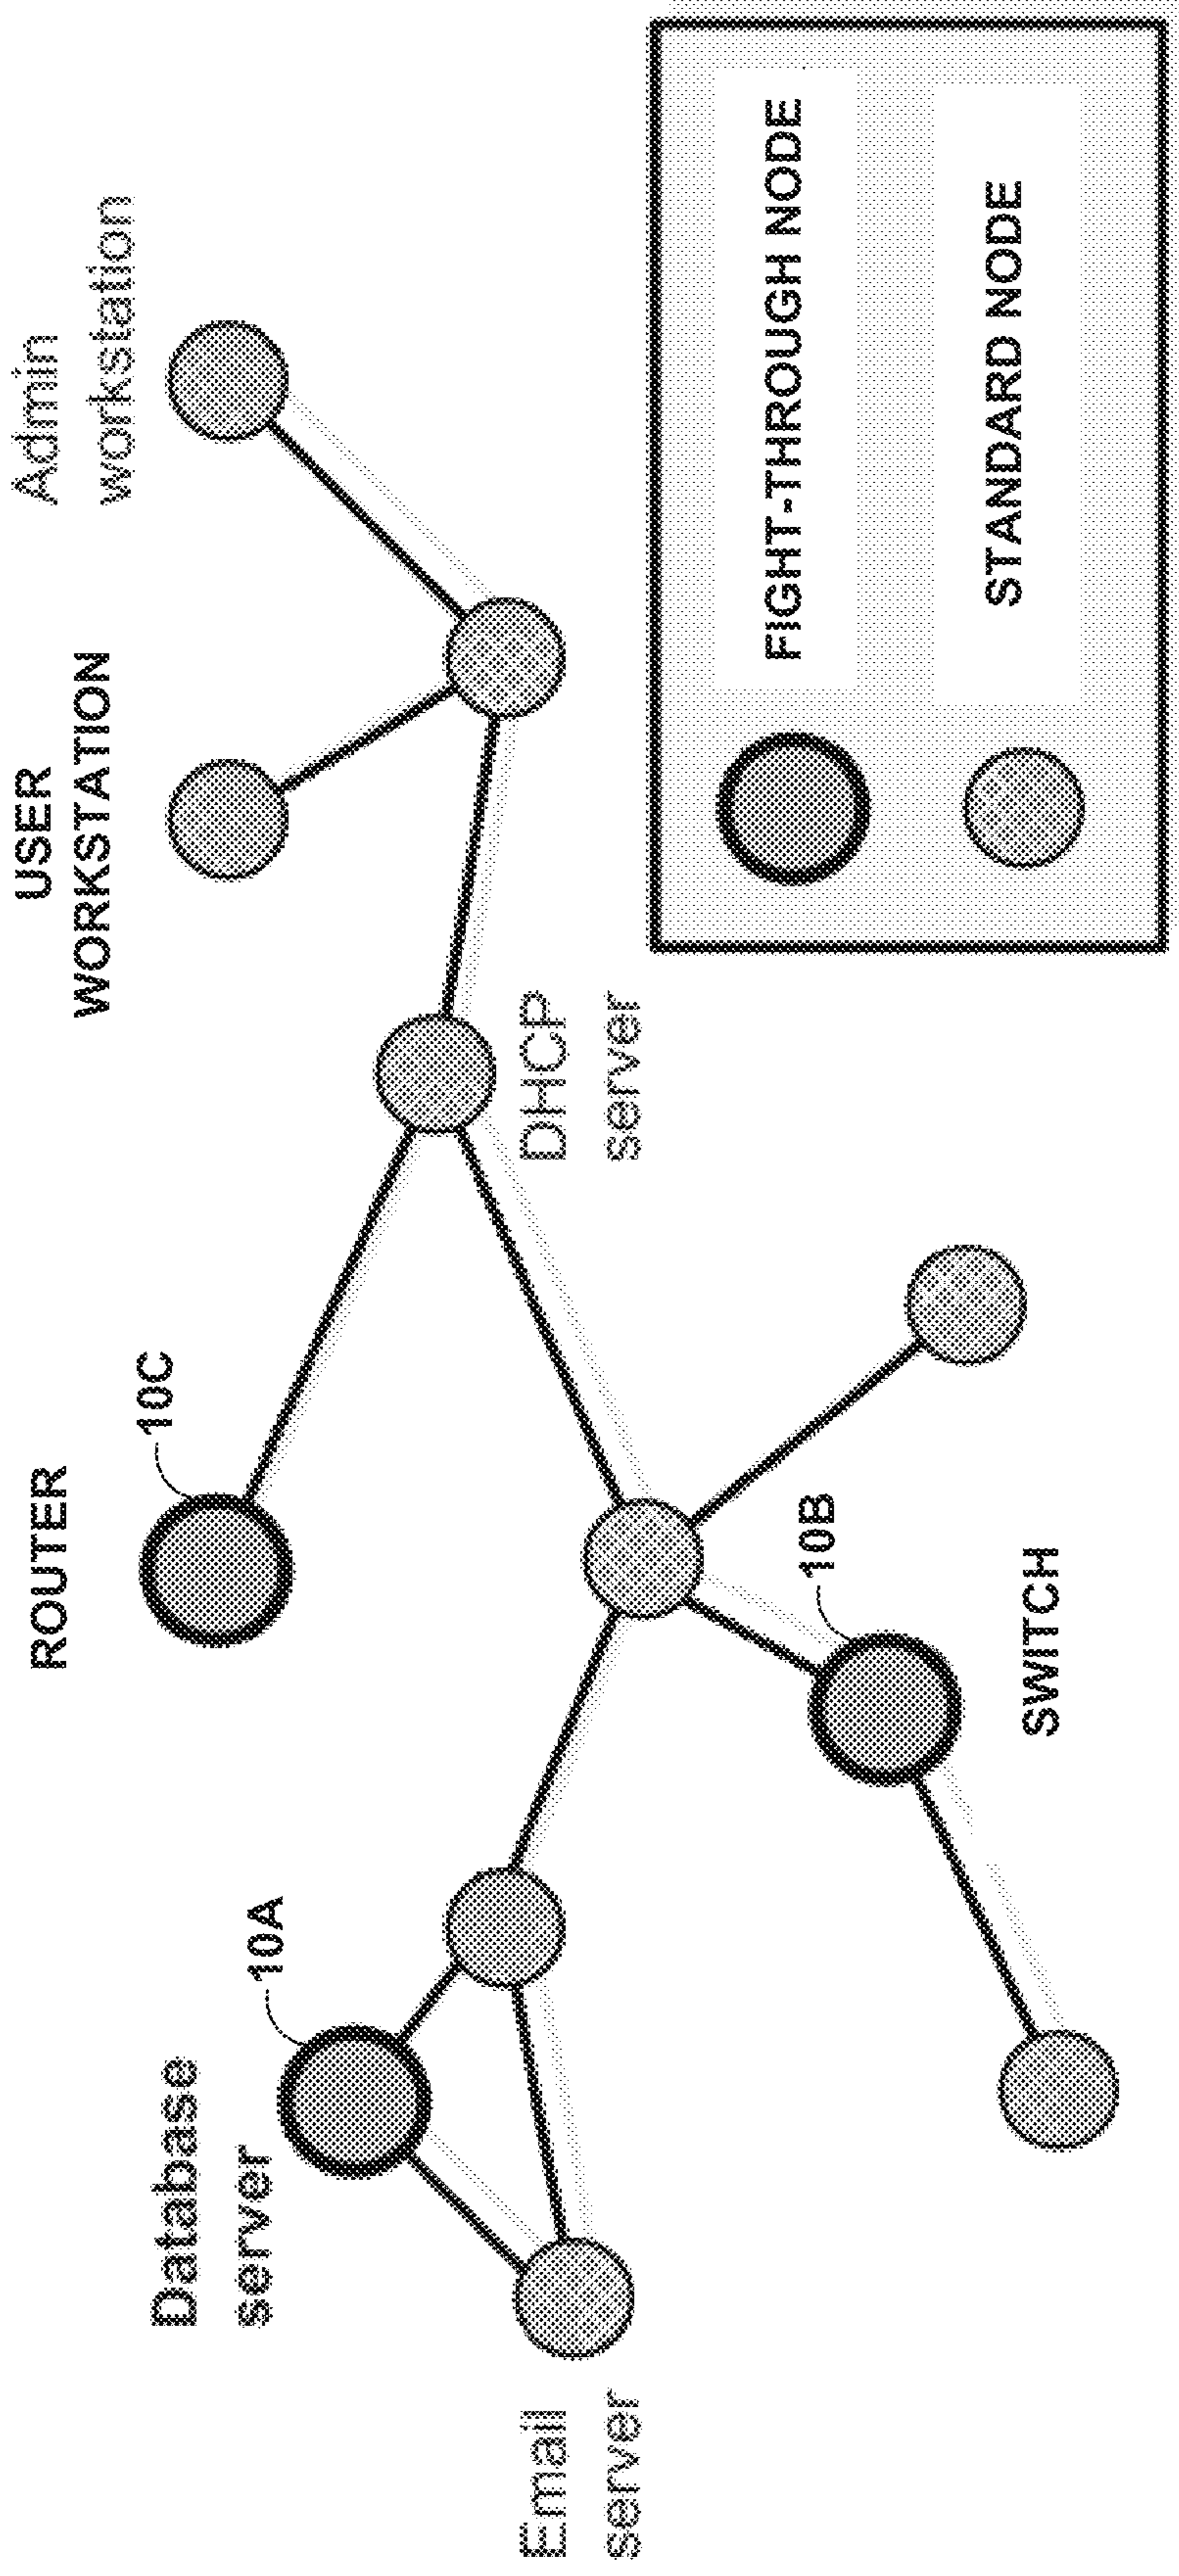 Email
server
Database
server
10A
ROUTER
10C
10B
SWITCH
DHCP
server
USER
WORKSTATION
Admin
workstation
FIGHT-THROUGH NODE
STANDARD NODE